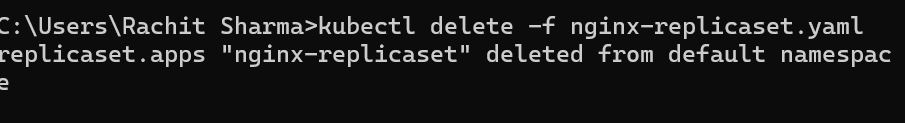 C:\Users\Rachit Sharma>kubectl delete -f nginx-replicaset.yaml
replicaset.apps "nginx-replicaset" deleted from default namespac
e